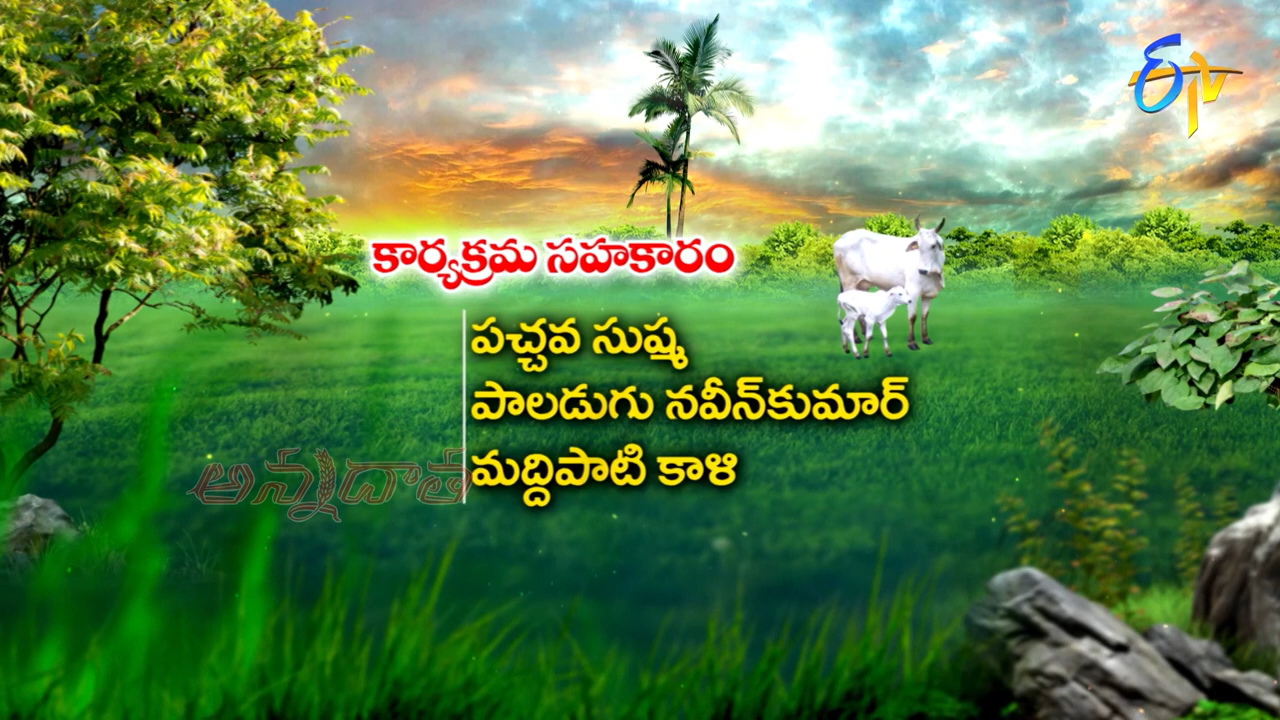 ETV
కార్యక్రమ సహకారం
పచ్చవ సుష్మ
పాలడుగు నవీన్‌కుమార్
మద్దిపాటి కాళి
అన్నదాత